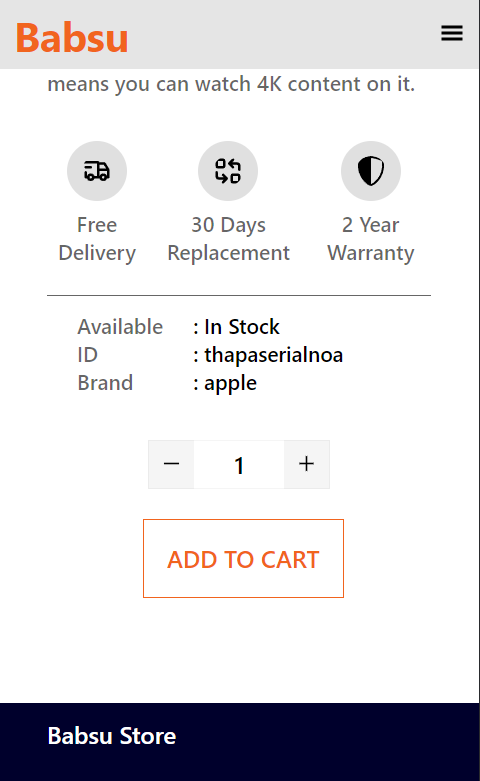 Babsu
means you can watch 4K content on it.
Free Delivery
30 Days Replacement
2 Year Warranty
Available : In Stock
ID : thapaserialnoa
Brand : apple
1
ADD TO CART
Babsu Store